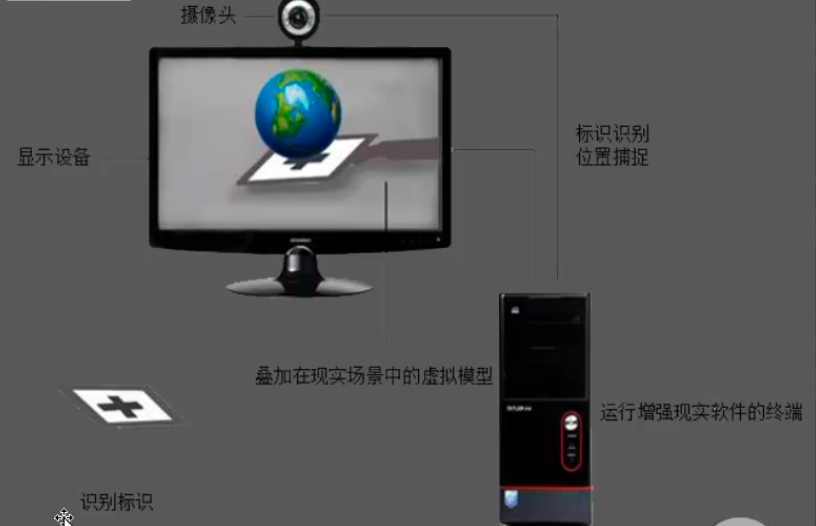 摄像头
显示设备
标识识别
位置捕捉
叠加在现实场景中的虚拟模型
运行增强现实软件的终端
识别标识